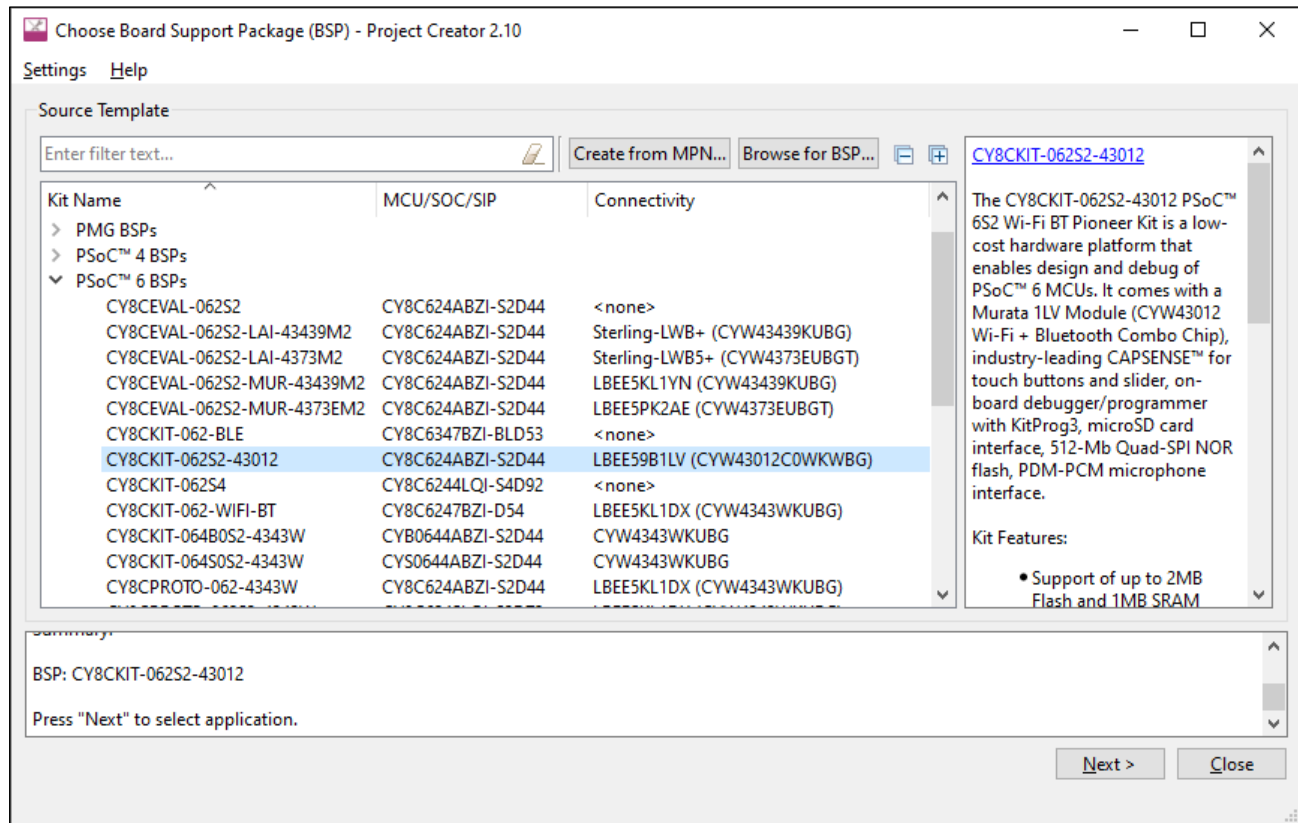 Choose Board Support Package (BSP) - Project Creator 2.10
Settings Help
Source Template
Enter filter text...
Create from MPN...
Browse for BSP...
Kit Name MCU/SOC/SIP Connectivity
PMG BSPs
PSoC™ 4 BSPs
PSoC™ 6 BSPs
CY8CEVAL-062S2 CY8C624ABZI-S2D44 <none>
CY8CEVAL-062S2-LAI-43439M2 CY8C624ABZI-S2D44 Sterling-LWB+ (CYW43439KUBG)
CY8CEVAL-062S2-LAI-4373M2 CY8C624ABZI-S2D44 Sterling-LWB5+ (CYW4373EUBGT)
CY8CEVAL-062S2-MUR-43439M2 CY8C624ABZI-S2D44 LBEE5KL1YN (CYW43439KUBG)
CY8CEVAL-062S2-MUR-4373EM2 CY8C624ABZI-S2D44 LBEE5PK2AE (CYW4373EUBGT)
CY8CKIT-062-BLE CY8C6347BZI-BLD53 <none>
CY8CKIT-062S2-43012 CY8C624ABZI-S2D44 LBEE59B1LV (CYW43012C0WKWBG)
CY8CKIT-062S4 CY8C6244LQI-S4D92 <none>
CY8CKIT-062-WIFI-BT CY8C6247BZI-D54 LBEE5KL1DX (CYW4343WKUBG)
CY8CKIT-064B0S2-4343W CYB0644ABZI-S2D44 CYW4343WKUBG
CY8CKIT-064S0S2-4343W CYS0644ABZI-S2D44 CYW4343WKUBG
CY8CPROTO-062-4343W CY8C624ABZI-S2D44 LBEE5KL1DX (CYW4343WKUBG)
CY8CKIT-062S2-43012
The CY8CKIT-062S2-43012 PSoC™
6S2 Wi-Fi BT Pioneer Kit is a low-
cost hardware platform that
enables design and debug of
PSoC™ 6 MCUs. It comes with a
Murata 1LV Module (CYW43012
Wi-Fi + Bluetooth Combo Chip),
industry-leading CAPSENSE™ for
touch buttons and slider, on-
board debugger/programmer
with KitProg3, microSD card
interface, 512-Mb Quad-SPI NOR
flash, PDM-PCM microphone
interface.
Kit Features:
• Support of up to 2MB
Flash and 1MB SRAM
Summary:
BSP: CY8CKIT-062S2-43012
Press "Next" to select application.
Next >
Close